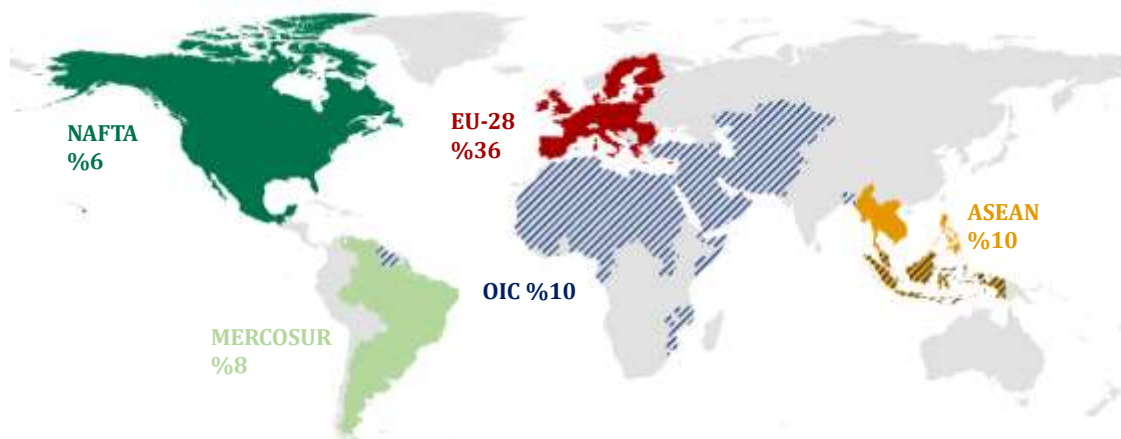 NAFTA
%6
EU-28
%36
ASEAN
%10
OIC %10
MERCOSUR
%8